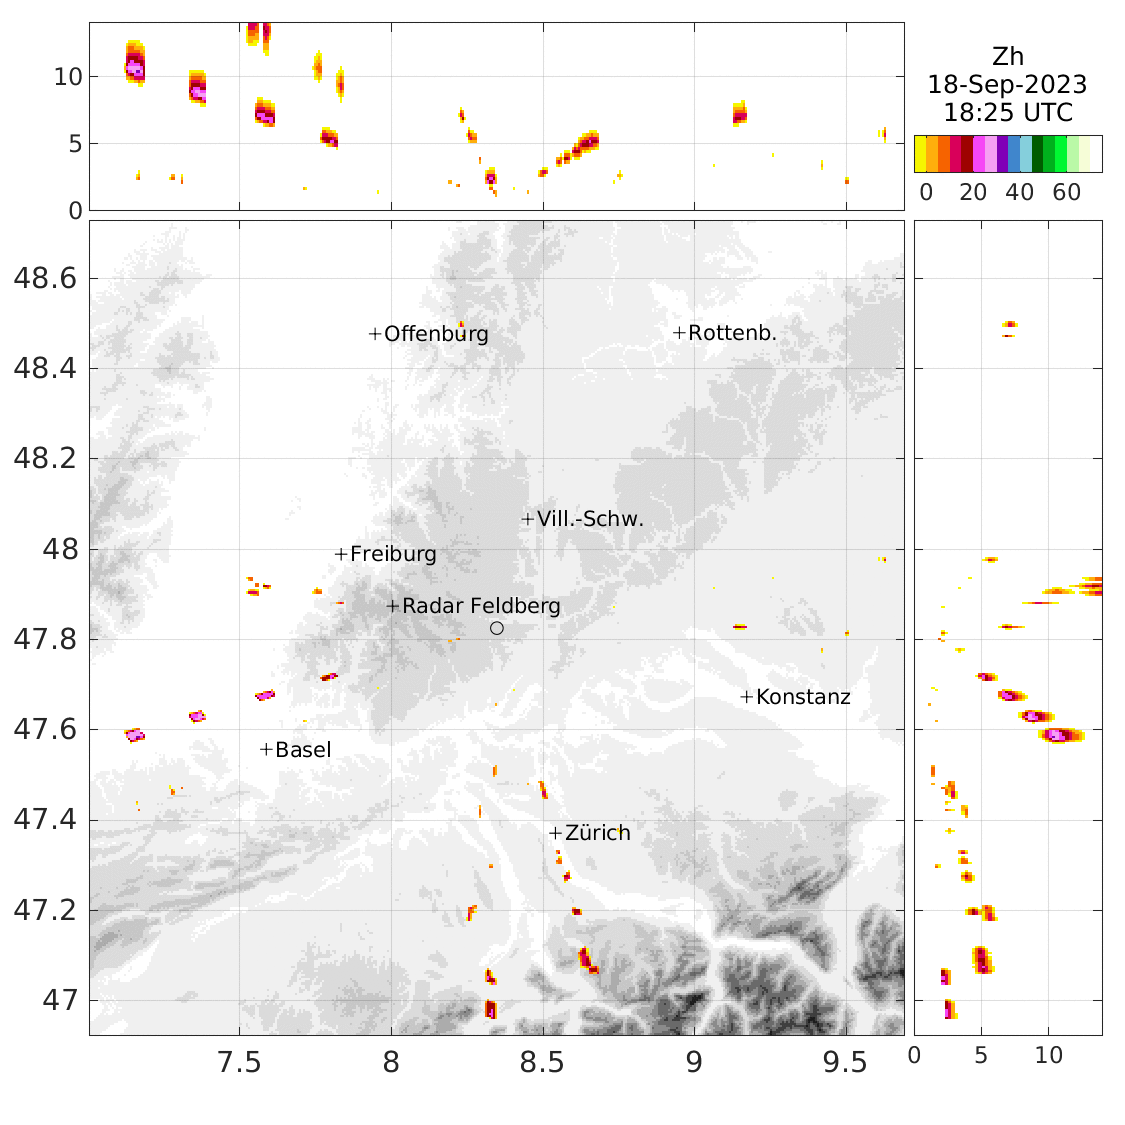 Zh
18-Sep-2023
18:25 UTC
0 20 40 60
10
5
0
48.6
48.4
48.2
48
47.8
47.6
47.4
47.2
47
Offenburg
Rottenb.
Vill.-Schw.
Freiburg
Radar Feldberg
Konstanz
Basel
Zürich
7.5 8 8.5 9 9.5
0 5 10